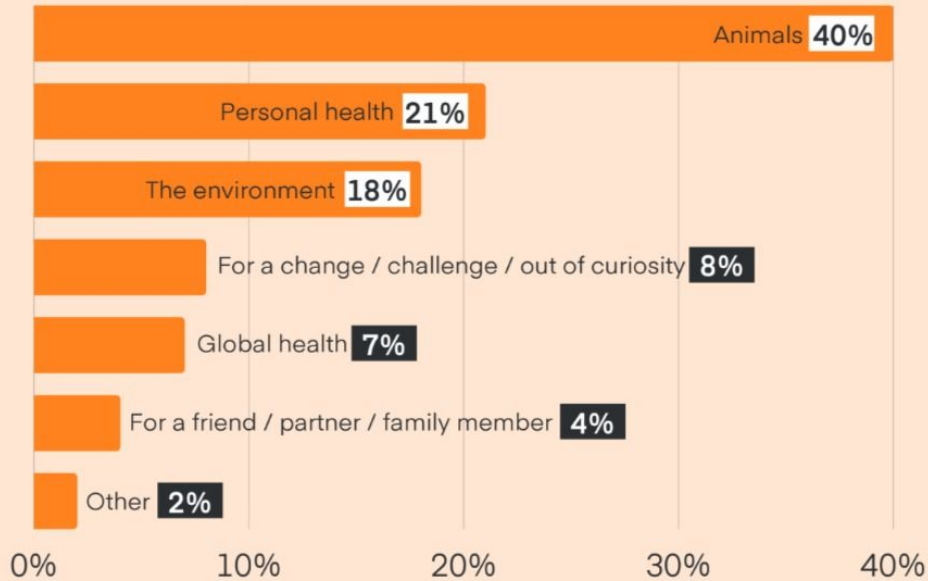 Animals 40%
Personal health 21%
The environment 18%
For a change / challenge / out of curiosity 8%
Global health 7%
For a friend / partner / family member 4%
Other 2%
0% 10% 20% 30% 40%